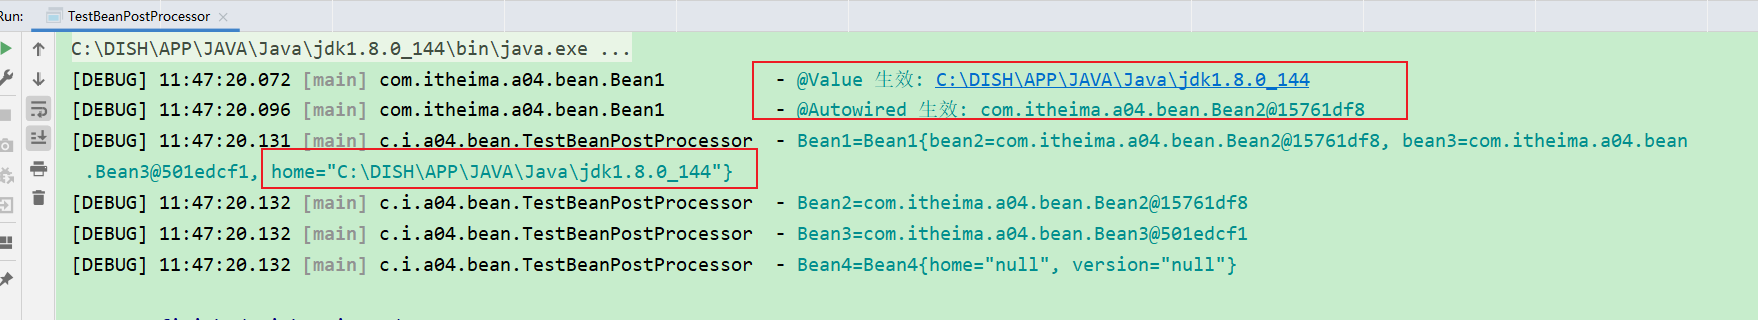 Run: TestBeanPostProcessor ×
C:\DISH\APP\JAVA\Java\jdk1.8.0_144\bin\java.exe ...
[DEBUG] 11:47:20.072 [main] com.itheima.a04.bean.Bean1 - @Value 生效: C:\DISH\APP\JAVA\Java\jdk1.8.0_144
[DEBUG] 11:47:20.096 [main] com.itheima.a04.bean.Bean1 - @Autowired 生效: com.itheima.a04.bean.Bean2@15761df8
[DEBUG] 11:47:20.131 [main] c.i.a04.bean.TestBeanPostProcessor - Bean1=Bean1{bean2=com.itheima.a04.bean.Bean2@15761df8, bean3=com.itheima.a04.bean
.Bean3@501edcf1, home="C:\DISH\APP\JAVA\Java\jdk1.8.0_144"}
[DEBUG] 11:47:20.132 [main] c.i.a04.bean.TestBeanPostProcessor - Bean2=com.itheima.a04.bean.Bean2@15761df8
[DEBUG] 11:47:20.132 [main] c.i.a04.bean.TestBeanPostProcessor - Bean3=com.itheima.a04.bean.Bean3@501edcf1
[DEBUG] 11:47:20.132 [main] c.i.a04.bean.TestBeanPostProcessor - Bean4=Bean4{home="null", version="null"}